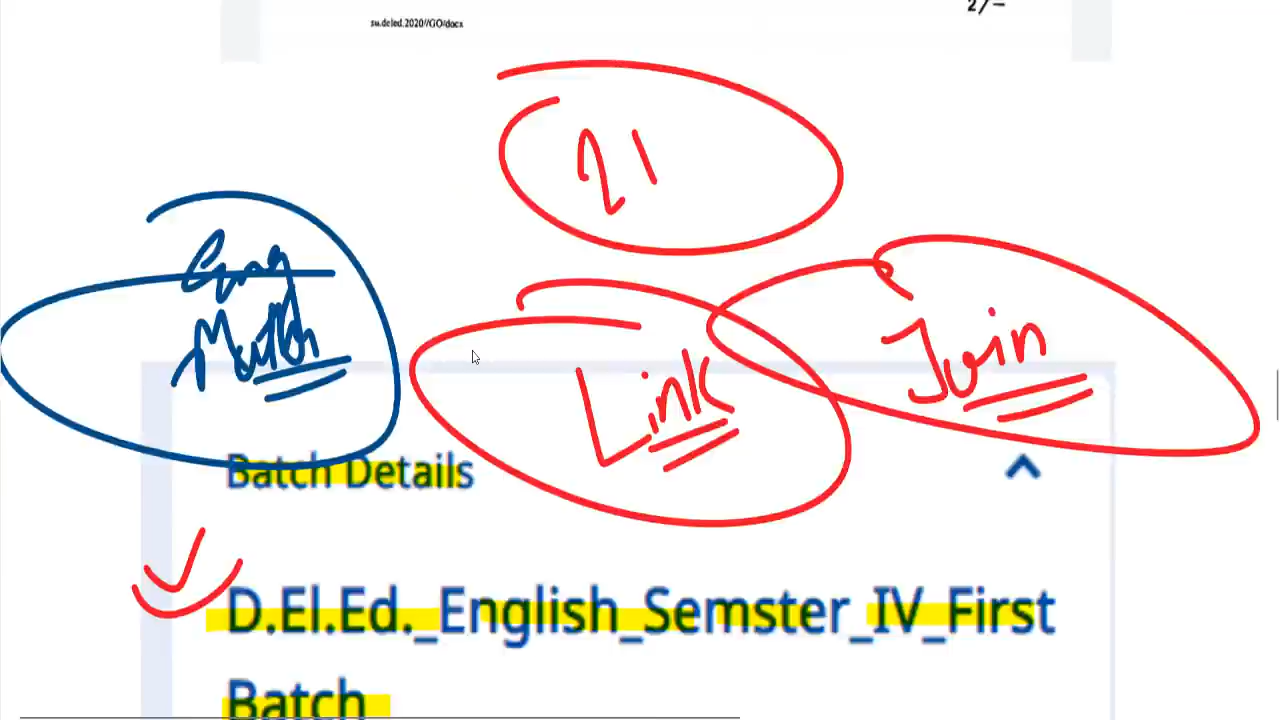 2/-
su.deled.2020//GO/docx
21
Eng
Math
Link
Join
Batch Details
D.El.Ed._English_Semster_IV_First
Batch